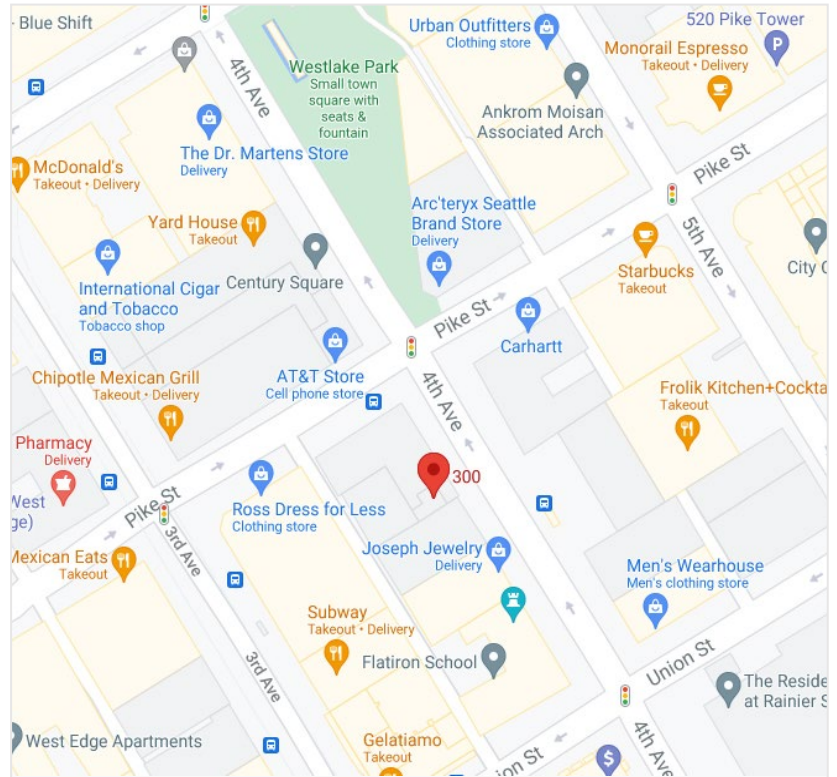 Blue Shift
4th Ave
Westlake Park
Small town
square with
seats &
fountain
Urban Outfitters
Clothing store
520 Pike Tower
P
Monorail Espresso
Takeout • Delivery
Ankrom Moisan
Associated Arch
The Dr. Martens Store
Delivery
McDonald's
Takeout • Delivery
Pike St
Yard House
Takeout
Arc'teryx Seattle
Brand Store
Delivery
5th Ave
International Cigar
and Tobacco
Tobacco shop
Century Square
Starbucks
Takeout
City
Pike St
Carhartt
AT&T Store
Cell phone store
Chipotle Mexican Grill
Takeout • Delivery
4th Ave
Frolik Kitchen+Cockta
Takeout
Pharmacy
Delivery
West
ge)
300
Pike St
Ross Dress for Less
Clothing store
3rd Ave
Mexican Eats
Takeout
Joseph Jewelry
Delivery
Men's Wearhouse
Men's clothing store
Subway
Takeout • Delivery
Flatiron School
Union St
3rd Ave
The Reside
at Rainier S
West Edge Apartments
Gelatiamo
Takeout
ion St
$
4th Ave